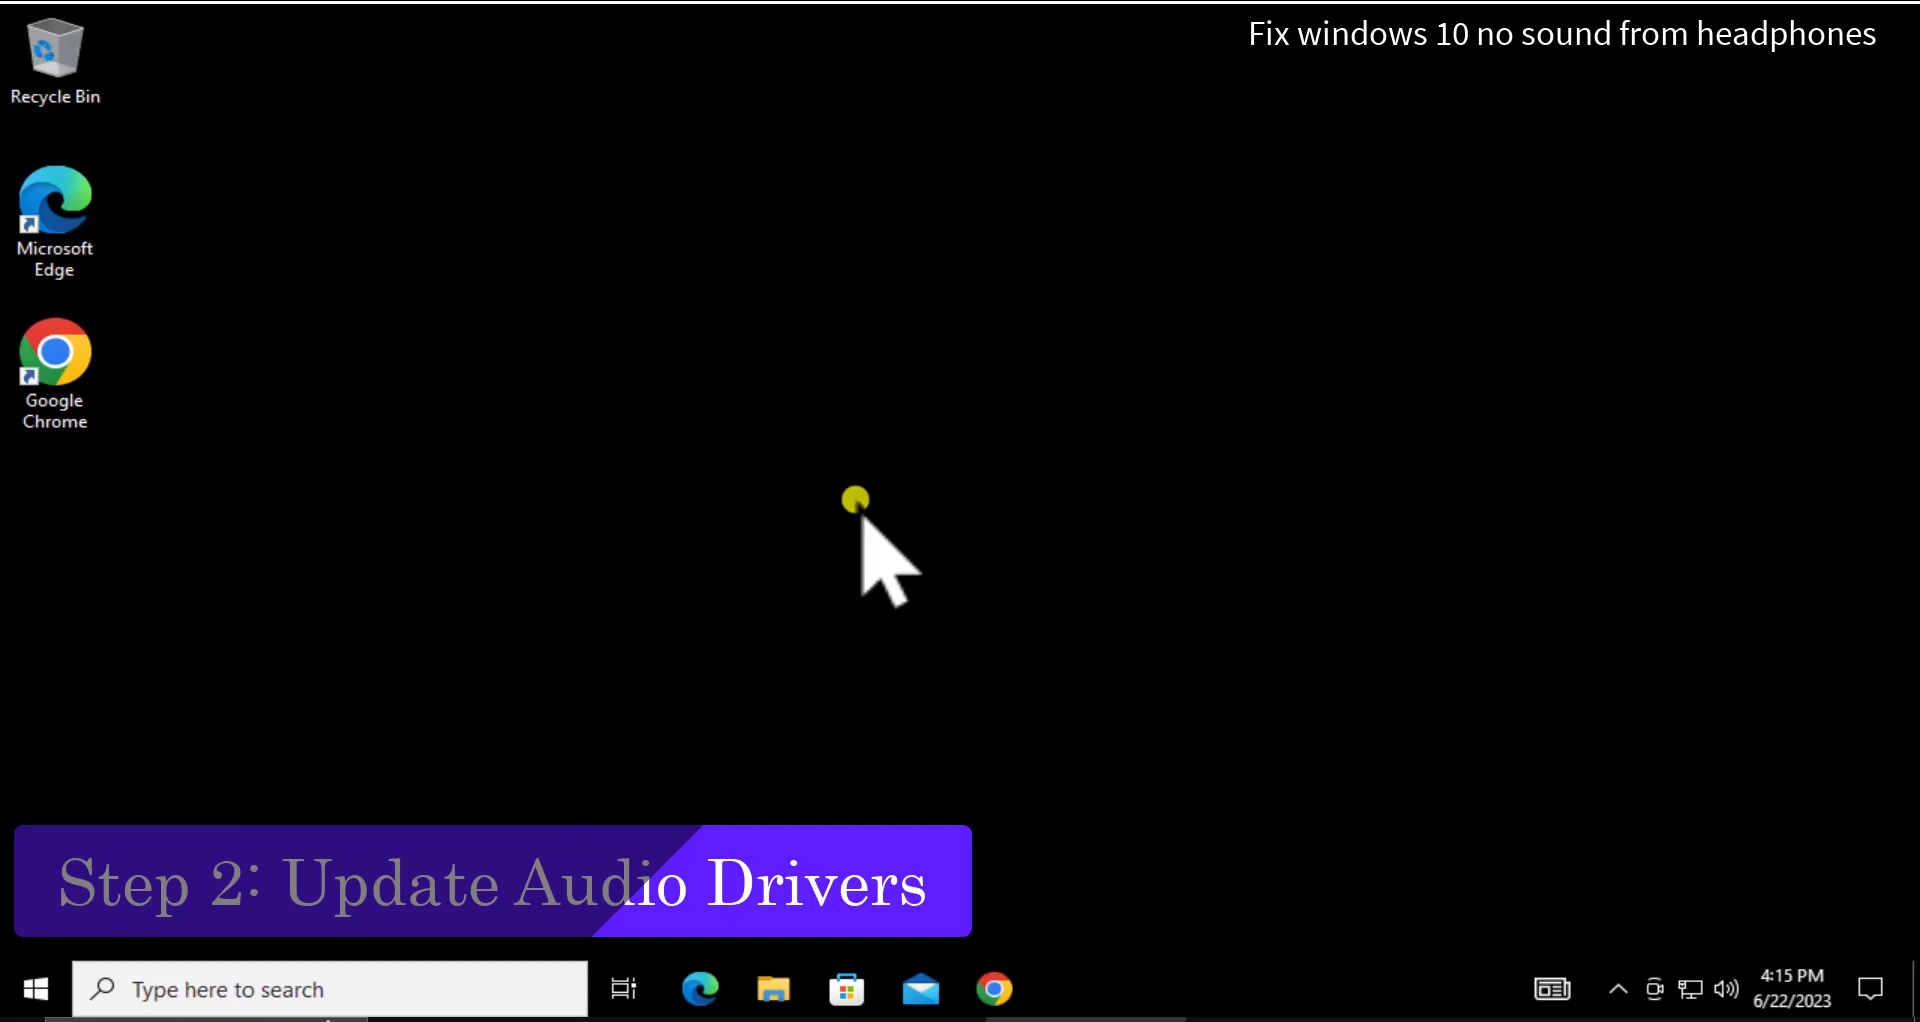 Fix windows 10 no sound from headphones
Recycle Bin
Microsoft
Edge
Google
Chrome
Step 2: Update Audio Drivers
Type here to search
4:15 PM
6/22/2023